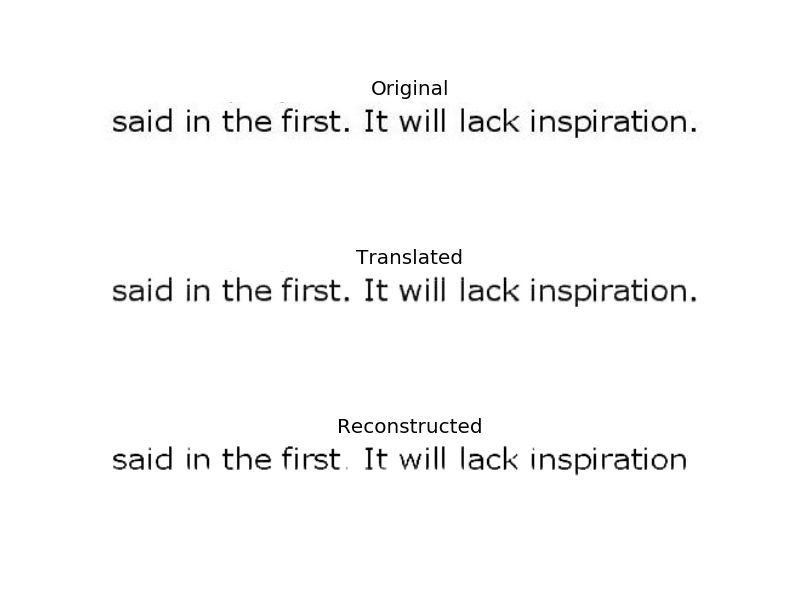 Original
said in the first. It will lack inspiration.
Translated
said in the first. It will lack inspiration.
Reconstructed
said in the first. It will lack inspiration